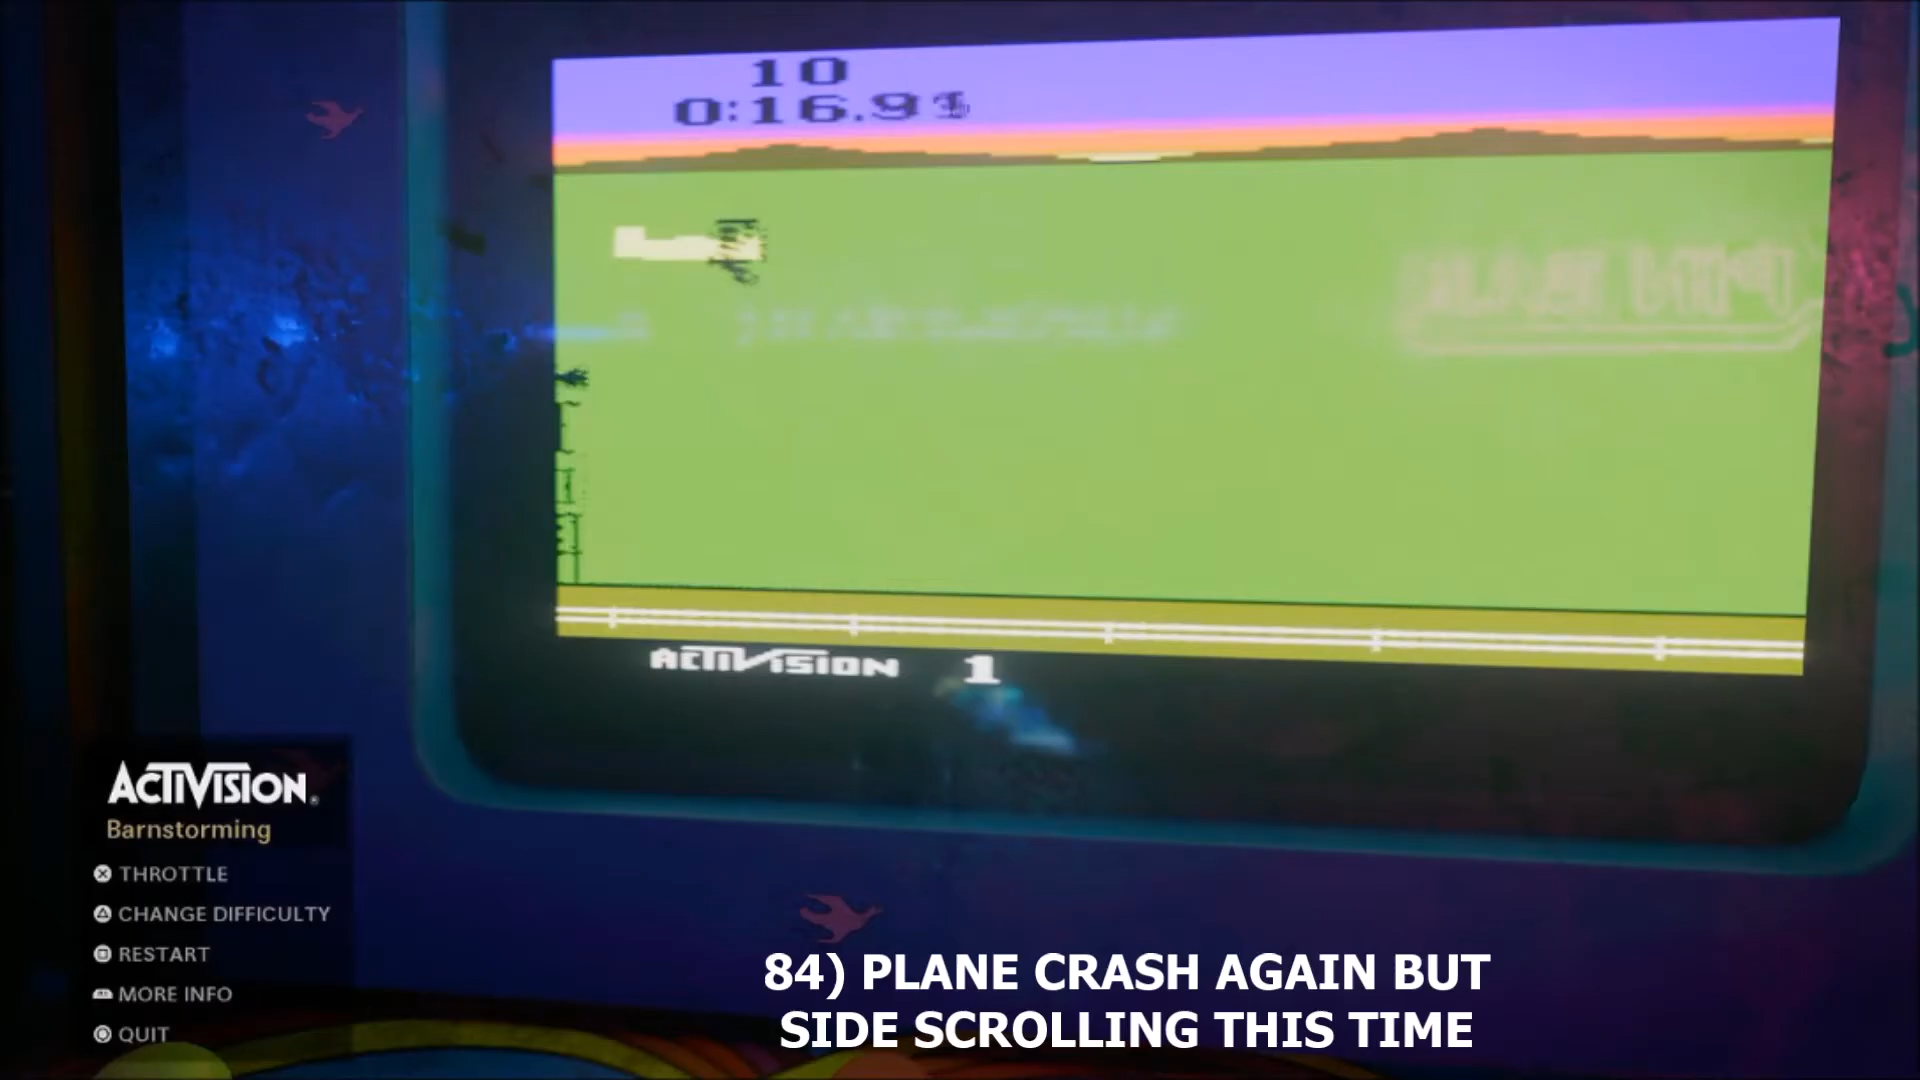 10
0:16.9
ACTIVISION 1
ACTIVISION®
Barnstorming
THROTTLE
CHANGE DIFFICULTY
RESTART
MORE INFO
QUIT
84) PLANE CRASH AGAIN BUT
SIDE SCROLLING THIS TIME